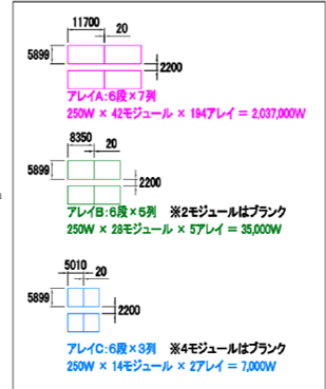 11700 20
5899
2200
アレイA:6段×7列
250W × 42モジュール × 194アレイ = 2,037,000W
8350 20
5899
2200
アレイB:6段×5列 ※2モジュールはブランク
250W × 28モジュール × 5アレイ = 35,000W
5010 20
5899
2200
アレイC:6段×3列 ※4モジュールはブランク
250W × 14モジュール × 2アレイ = 7,000W